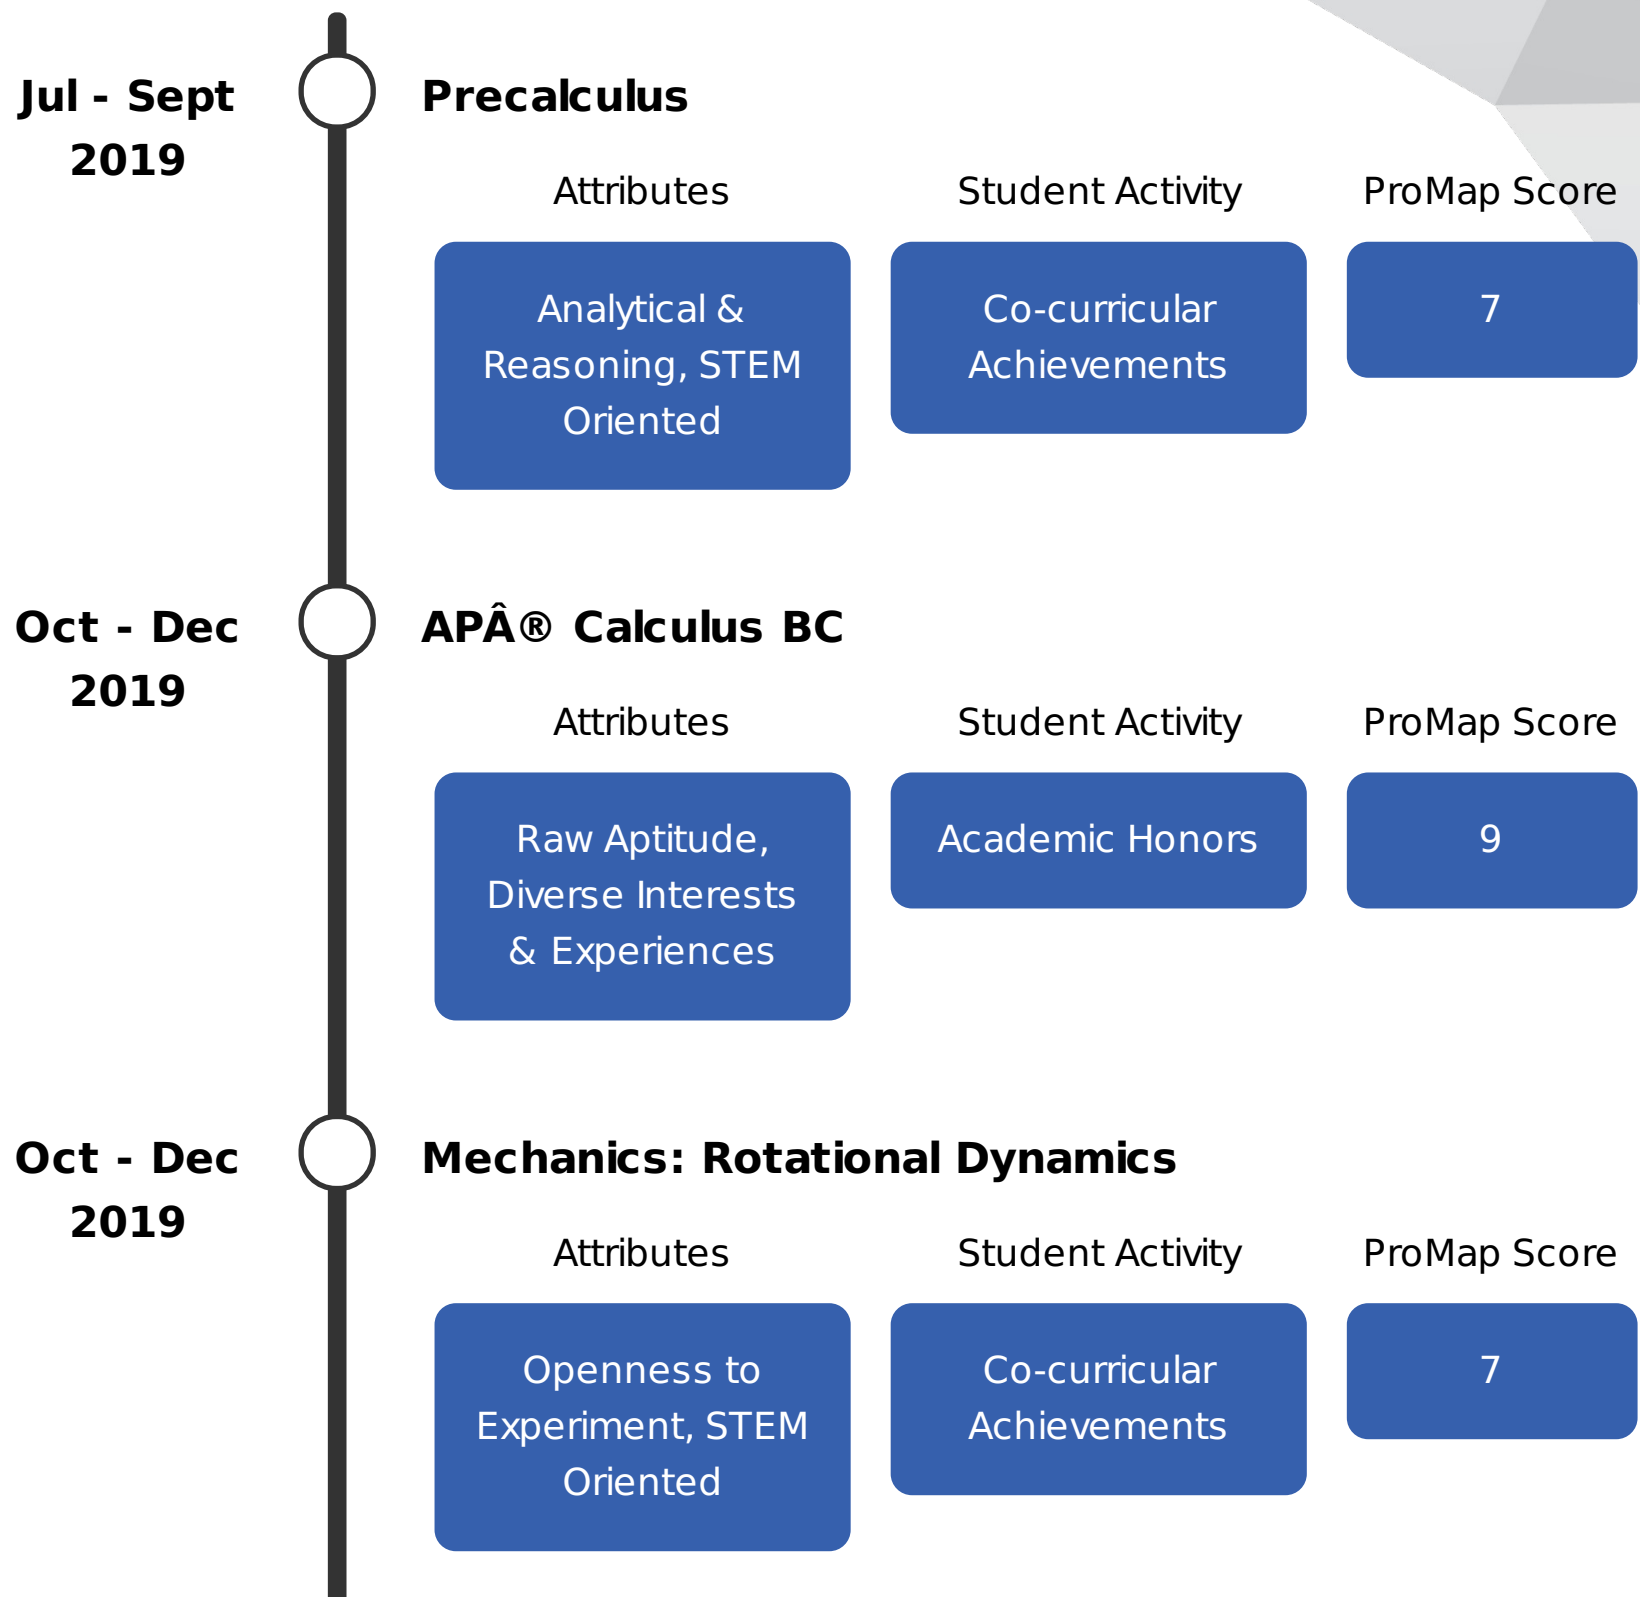 Jul - Sept
2019
Precalculus
Attributes
Student Activity
ProMap Score
Analytical &
Reasoning, STEM
Oriented
Co-curricular
Achievements
7
Oct - Dec
2019
APÂ® Calculus BC
Attributes
Student Activity
ProMap Score
Raw Aptitude,
Diverse Interests
& Experiences
Academic Honors
9
Oct - Dec
2019
Mechanics: Rotational Dynamics
Attributes
Student Activity
ProMap Score
Openness to
Experiment, STEM
Oriented
Co-curricular
Achievements
7